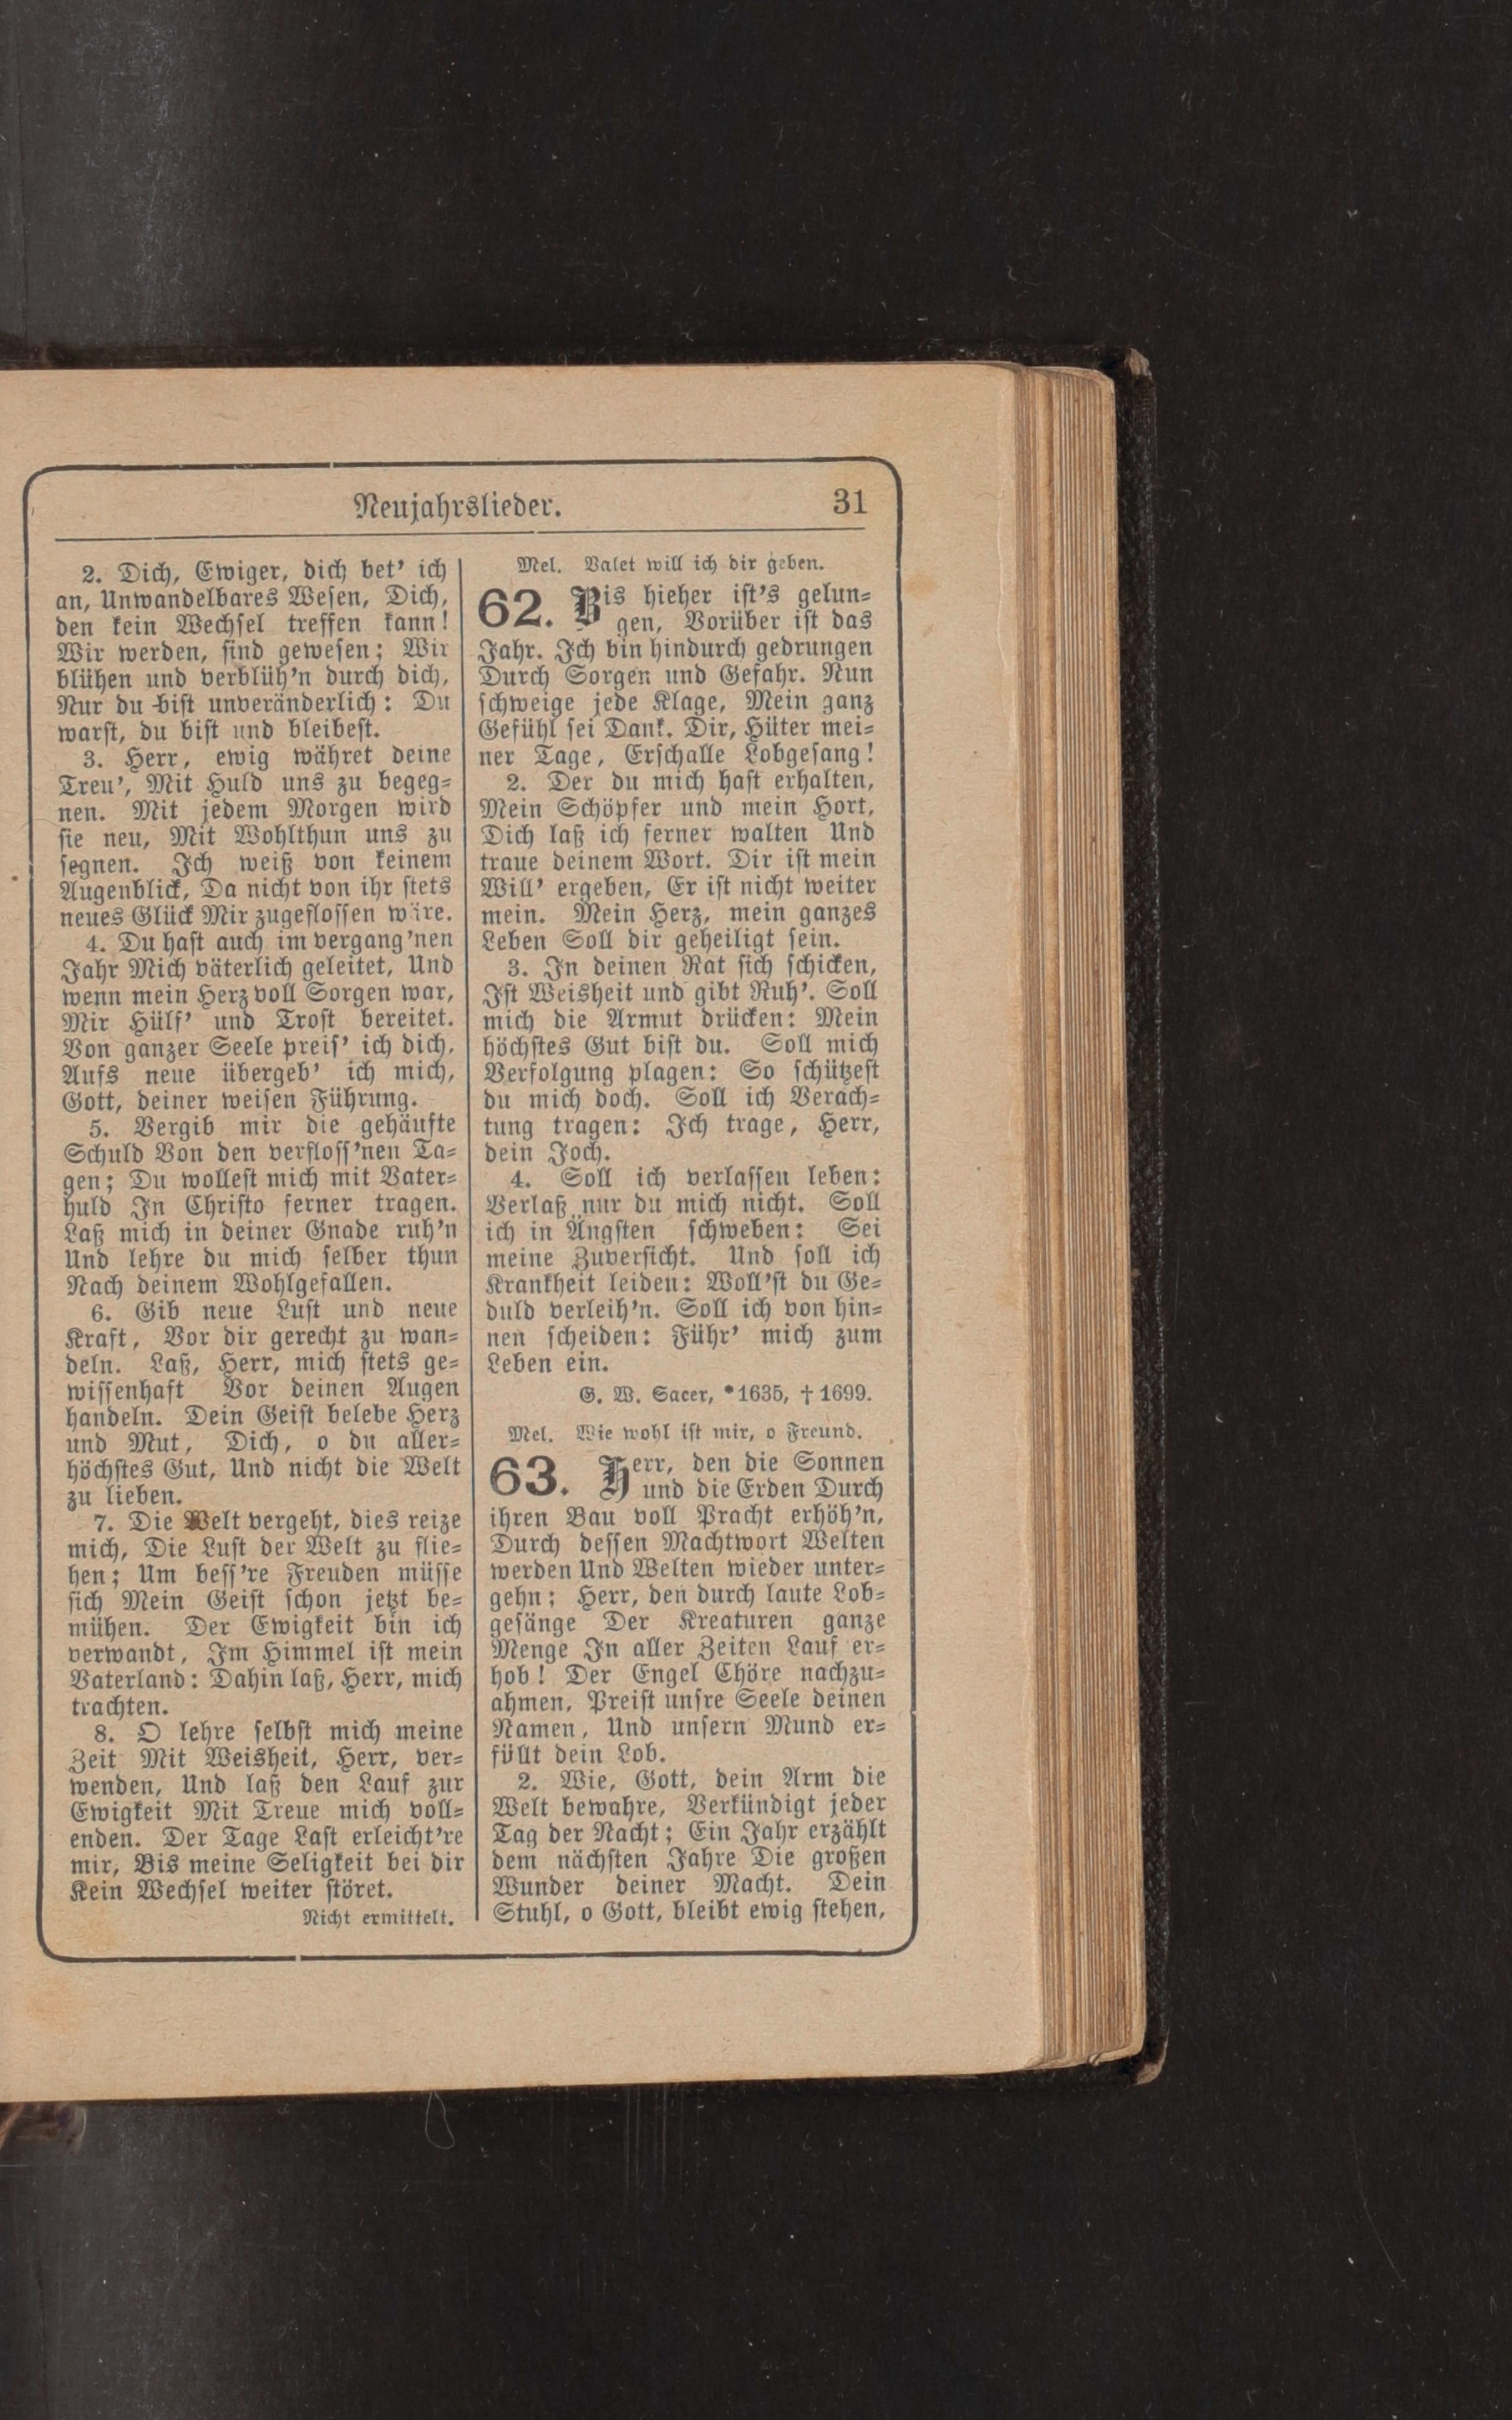 Neujahrslieder.
31
2. Dich, Ewiger, dich bet' ich
an, Unwandelbares Wesen, Dich,
den kein Wechsel treffen kann!
Wir werden, sind gewesen; Wir
blühen und verblüh'n durch dich,
Nur du bist unveränderlich: Du
warst, du bist und bleibest.
3. Herr, ewig währet deine
Treu', Mit Huld uns zu begeg-
nen. Mit jedem Morgen wird
sie neu, Mit Wohlthun uns zu
segnen. Ich weiß von keinem
Augenblick, Da nicht von ihr stets
neues Glück Mir zugeflossen wäre.
4. Du hast auch im vergang'nen
Jahr Mich väterlich geleitet, Und
wenn mein Herz voll Sorgen war,
Mir Hülf' und Trost bereitet.
Von ganzer Seele preis' ich dich,
Aufs neue übergeb' ich mich,
Gott, deiner weisen Führung.
5. Vergib mir die gehäufte
Schuld Von den verfloss'nen Ta-
gen; Du wollest mich mit Vater-
huld In Christo ferner tragen.
Laß mich in deiner Gnade ruh'n
Und lehre du mich selber thun
Nach deinem Wohlgefallen.
6. Gib neue Lust und neue
Kraft, Vor dir gerecht zu wan-
deln. Laß, Herr, mich stets ge-
wissenhaft Vor deinen Augen
handeln. Dein Geist belebe Herz
und Mut, Dich, o du aller-
höchstes Gut, Und nicht die Welt
zu lieben.
7. Die Welt vergeht, dies reize
mich, Die Lust der Welt zu flie-
hen; Um bess're Freuden müsse
sich Mein Geist schon jetzt be-
mühen. Der Ewigkeit bin ich
verwandt, Im Himmel ist mein
Vaterland: Dahin laß, Herr, mich
trachten.
8. O lehre selbst mich meine
Zeit Mit Weisheit, Herr, ver-
wenden, Und laß den Lauf zur
Ewigkeit Mit Treue mich voll-
enden. Der Tage Last erleicht're
mir, Bis meine Seligkeit bei dir
Kein Wechsel weiter störet.
Nicht ermittelt.
Mel. Valet will ich dir geben.
62. Bis hieher ist's gelun-
gen, Vorüber ist das
Jahr. Ich bin hindurch gedrungen
Durch Sorgen und Gefahr. Nun
schweige jede Klage, Mein ganz
Gefühl sei Dank. Dir, Hüter mei-
ner Tage, Erschalle Lobgesang!
2. Der du mich hast erhalten,
Mein Schöpfer und mein Hort,
Dich laß ich ferner walten Und
traue deinem Wort. Dir ist mein
Will' ergeben, Er ist nicht weiter
mein. Mein Herz, mein ganzes
Leben Soll dir geheiligt sein.
3. In deinen Rat sich schicken,
Ist Weisheit und gibt Ruh'. Soll
mich die Armut drücken: Mein
höchstes Gut bist du. Soll mich
Verfolgung plagen: So schützest
du mich doch. Soll ich Verach-
tung tragen: Ich trage, Herr,
dein Joch.
4. Soll ich verlassen leben:
Verlaß nur du mich nicht. Soll
ich in Ängsten schweben: Sei
meine Zuversicht. Und soll ich
Krankheit leiden: Woll'st du Ge-
duld verleih'n. Soll ich von hin-
nen scheiden: Führ' mich zum
Leben ein.
G. W. Sacer, *1635, † 1699.
Mel. Wie wohl ist mir, o Freund.
63. Herr, den die Sonnen
und die Erden Durch
ihren Bau voll Pracht erhöh'n,
Durch dessen Machtwort Welten
werden Und Welten wieder unter-
gehn; Herr, den durch laute Lob-
gesänge Der Kreaturen ganze
Menge In aller Zeiten Lauf er-
hob! Der Engel Chöre nachzu-
ahmen, Preist unsre Seele deinen
Namen, Und unsern Mund er-
füllt dein Lob.
2. Wie, Gott, dein Arm die
Welt bewahre, Verkündigt jeder
Tag der Nacht; Ein Jahr erzählt
dem nächsten Jahre Die großen
Wunder deiner Macht. Dein
Stuhl, o Gott, bleibt ewig stehen,